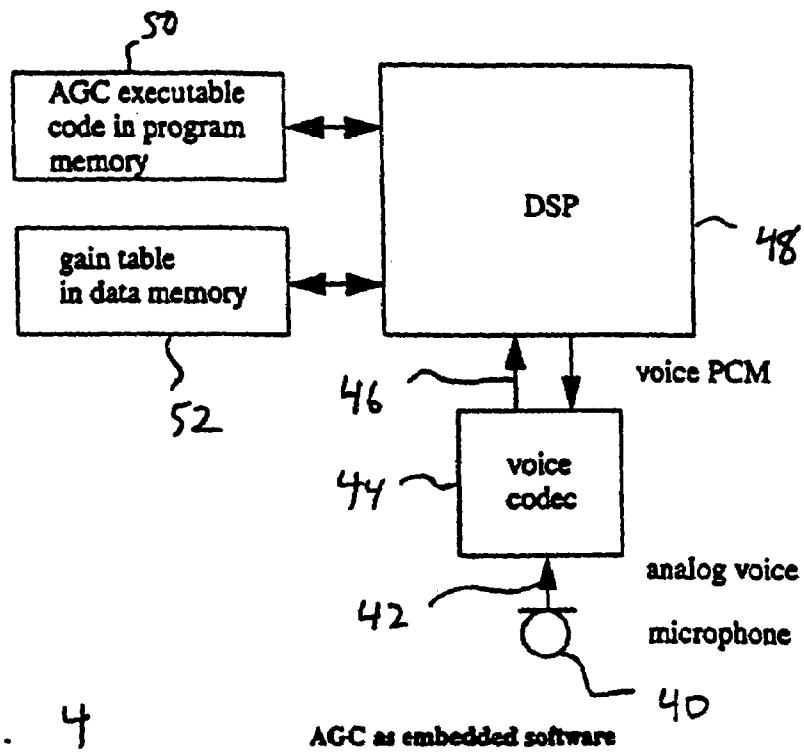 50
AGC executable
code in program
memory
DSP
48
gain table
in data memory
52
46
voice PCM
44
voice
codec
42
analog voice
microphone
40
. 4
AGC as embedded software